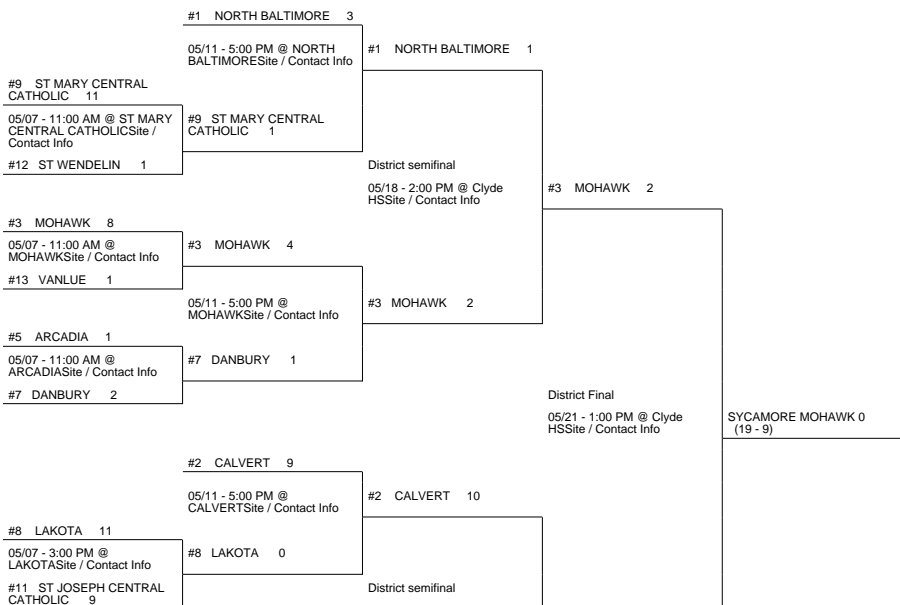 #1 NORTH BALTIMORE 3
05/11 - 5:00 PM @ NORTH
BALTIMORESite / Contact Info
#1 NORTH BALTIMORE 1
#9 ST MARY CENTRAL
CATHOLIC 11
05/07 - 11:00 AM @ ST MARY
CENTRAL CATHOLICSite /
Contact Info
#9 ST MARY CENTRAL
CATHOLIC 1
#12 ST WENDELIN 1
District semifinal
05/18 - 2:00 PM @ Clyde
HSSite / Contact Info
#3 MOHAWK 2
#3 MOHAWK 8
05/07 - 11:00 AM @
MOHAWKSite / Contact Info
#3 MOHAWK 4
#13 VANLUE 1
05/11 - 5:00 PM @
MOHAWKSite / Contact Info
#3 MOHAWK 2
#5 ARCADIA 1
05/07 - 11:00 AM @
ARCADIASite / Contact Info
#7 DANBURY 1
#7 DANBURY 2
District Final
05/21 - 1:00 PM @ Clyde
HSSite / Contact Info
SYCAMORE MOHAWK 0
(19 - 9)
#2 CALVERT 9
05/11 - 5:00 PM @
CALVERTSite / Contact Info
#2 CALVERT 10
#8 LAKOTA 11
05/07 - 3:00 PM @
LAKOTASite / Contact Info
#8 LAKOTA 0
#11 ST JOSEPH CENTRAL
CATHOLIC 9
District semifinal